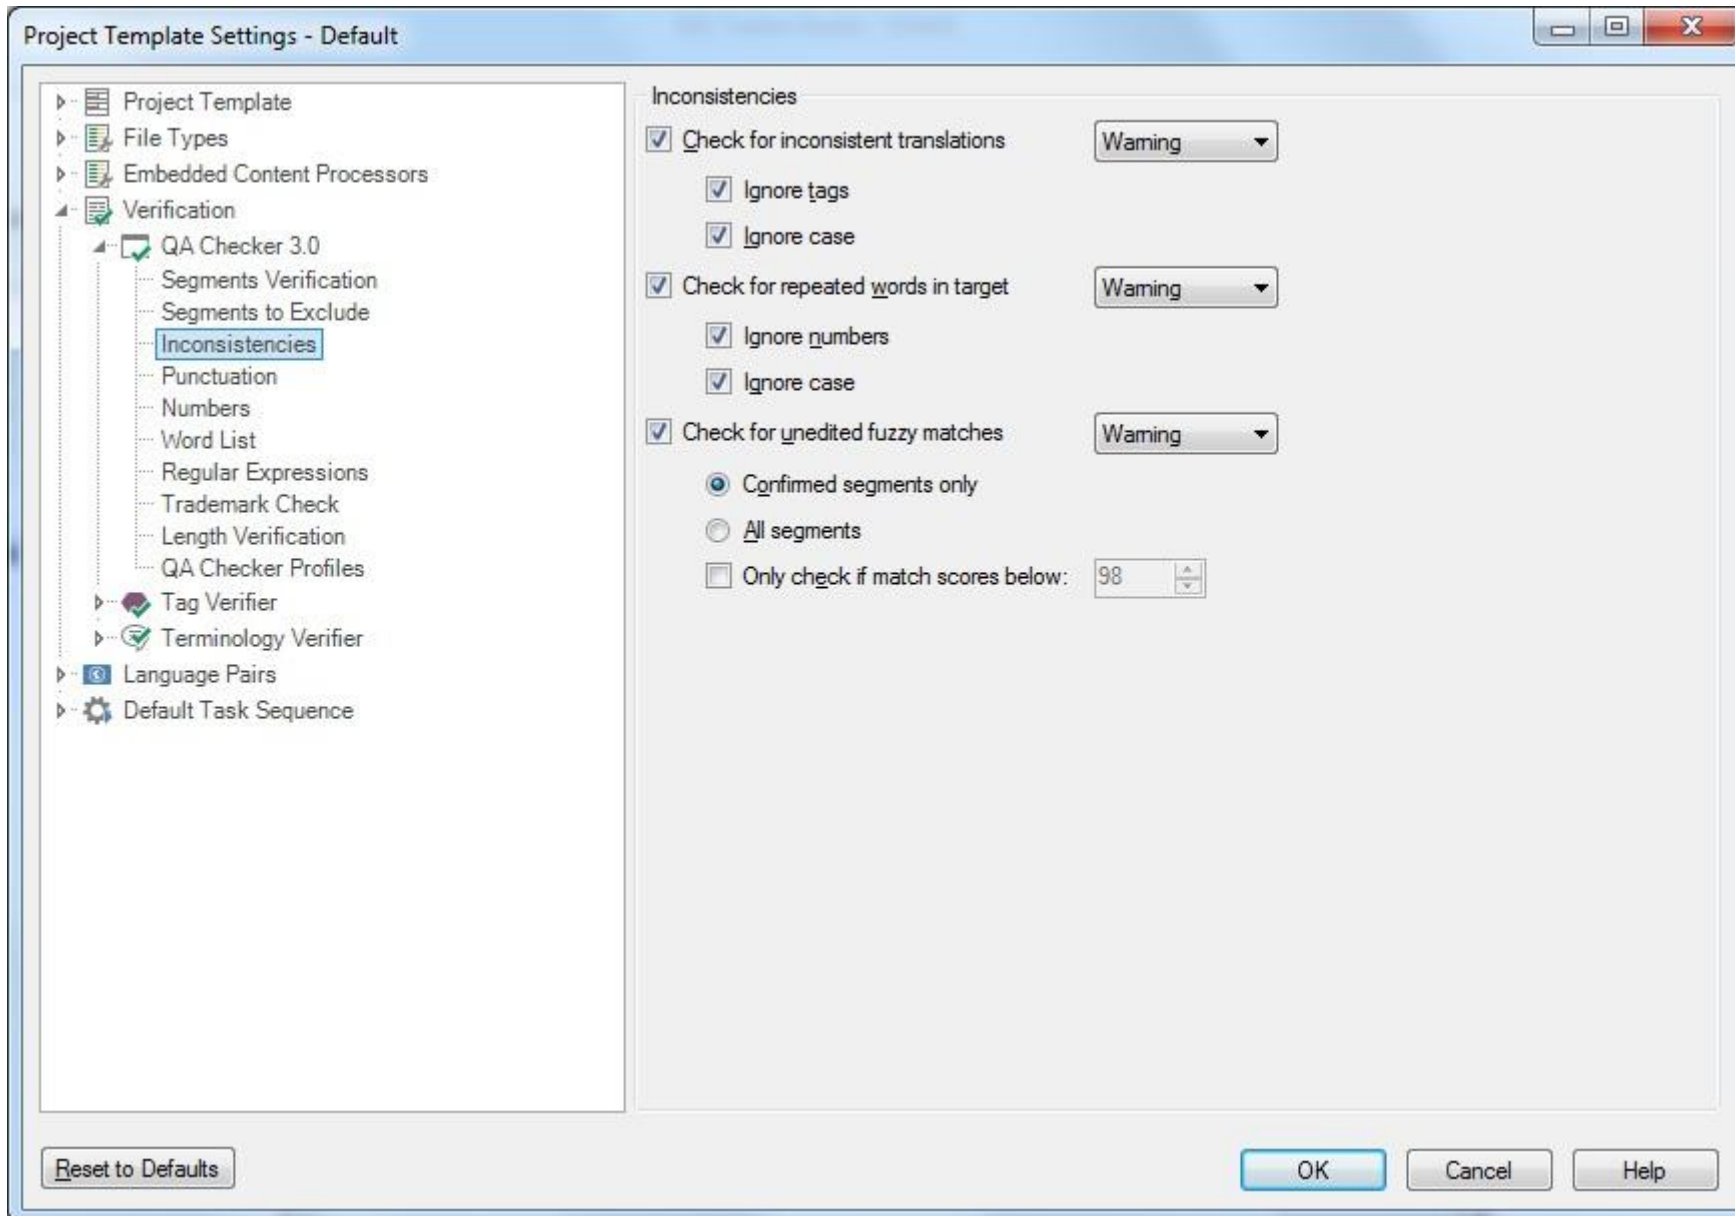 Project Template Settings - Default
Project Template
File Types
Embedded Content Processors
Verification
QA Checker 3.0
Segments Verification
Segments to Exclude
Inconsistencies
Punctuation
Numbers
Word List
Regular Expressions
Trademark Check
Length Verification
QA Checker Profiles
Tag Verifier
Terminology Verifier
Language Pairs
Default Task Sequence
Inconsistencies
Check for inconsistent translations Warning
Ignore tags
Ignore case
Check for repeated words in target Warning
Ignore numbers
Ignore case
Check for unedited fuzzy matches Warning
Confirmed segments only
All segments
Only check if match scores below: 98
Reset to Defaults OK Cancel Help